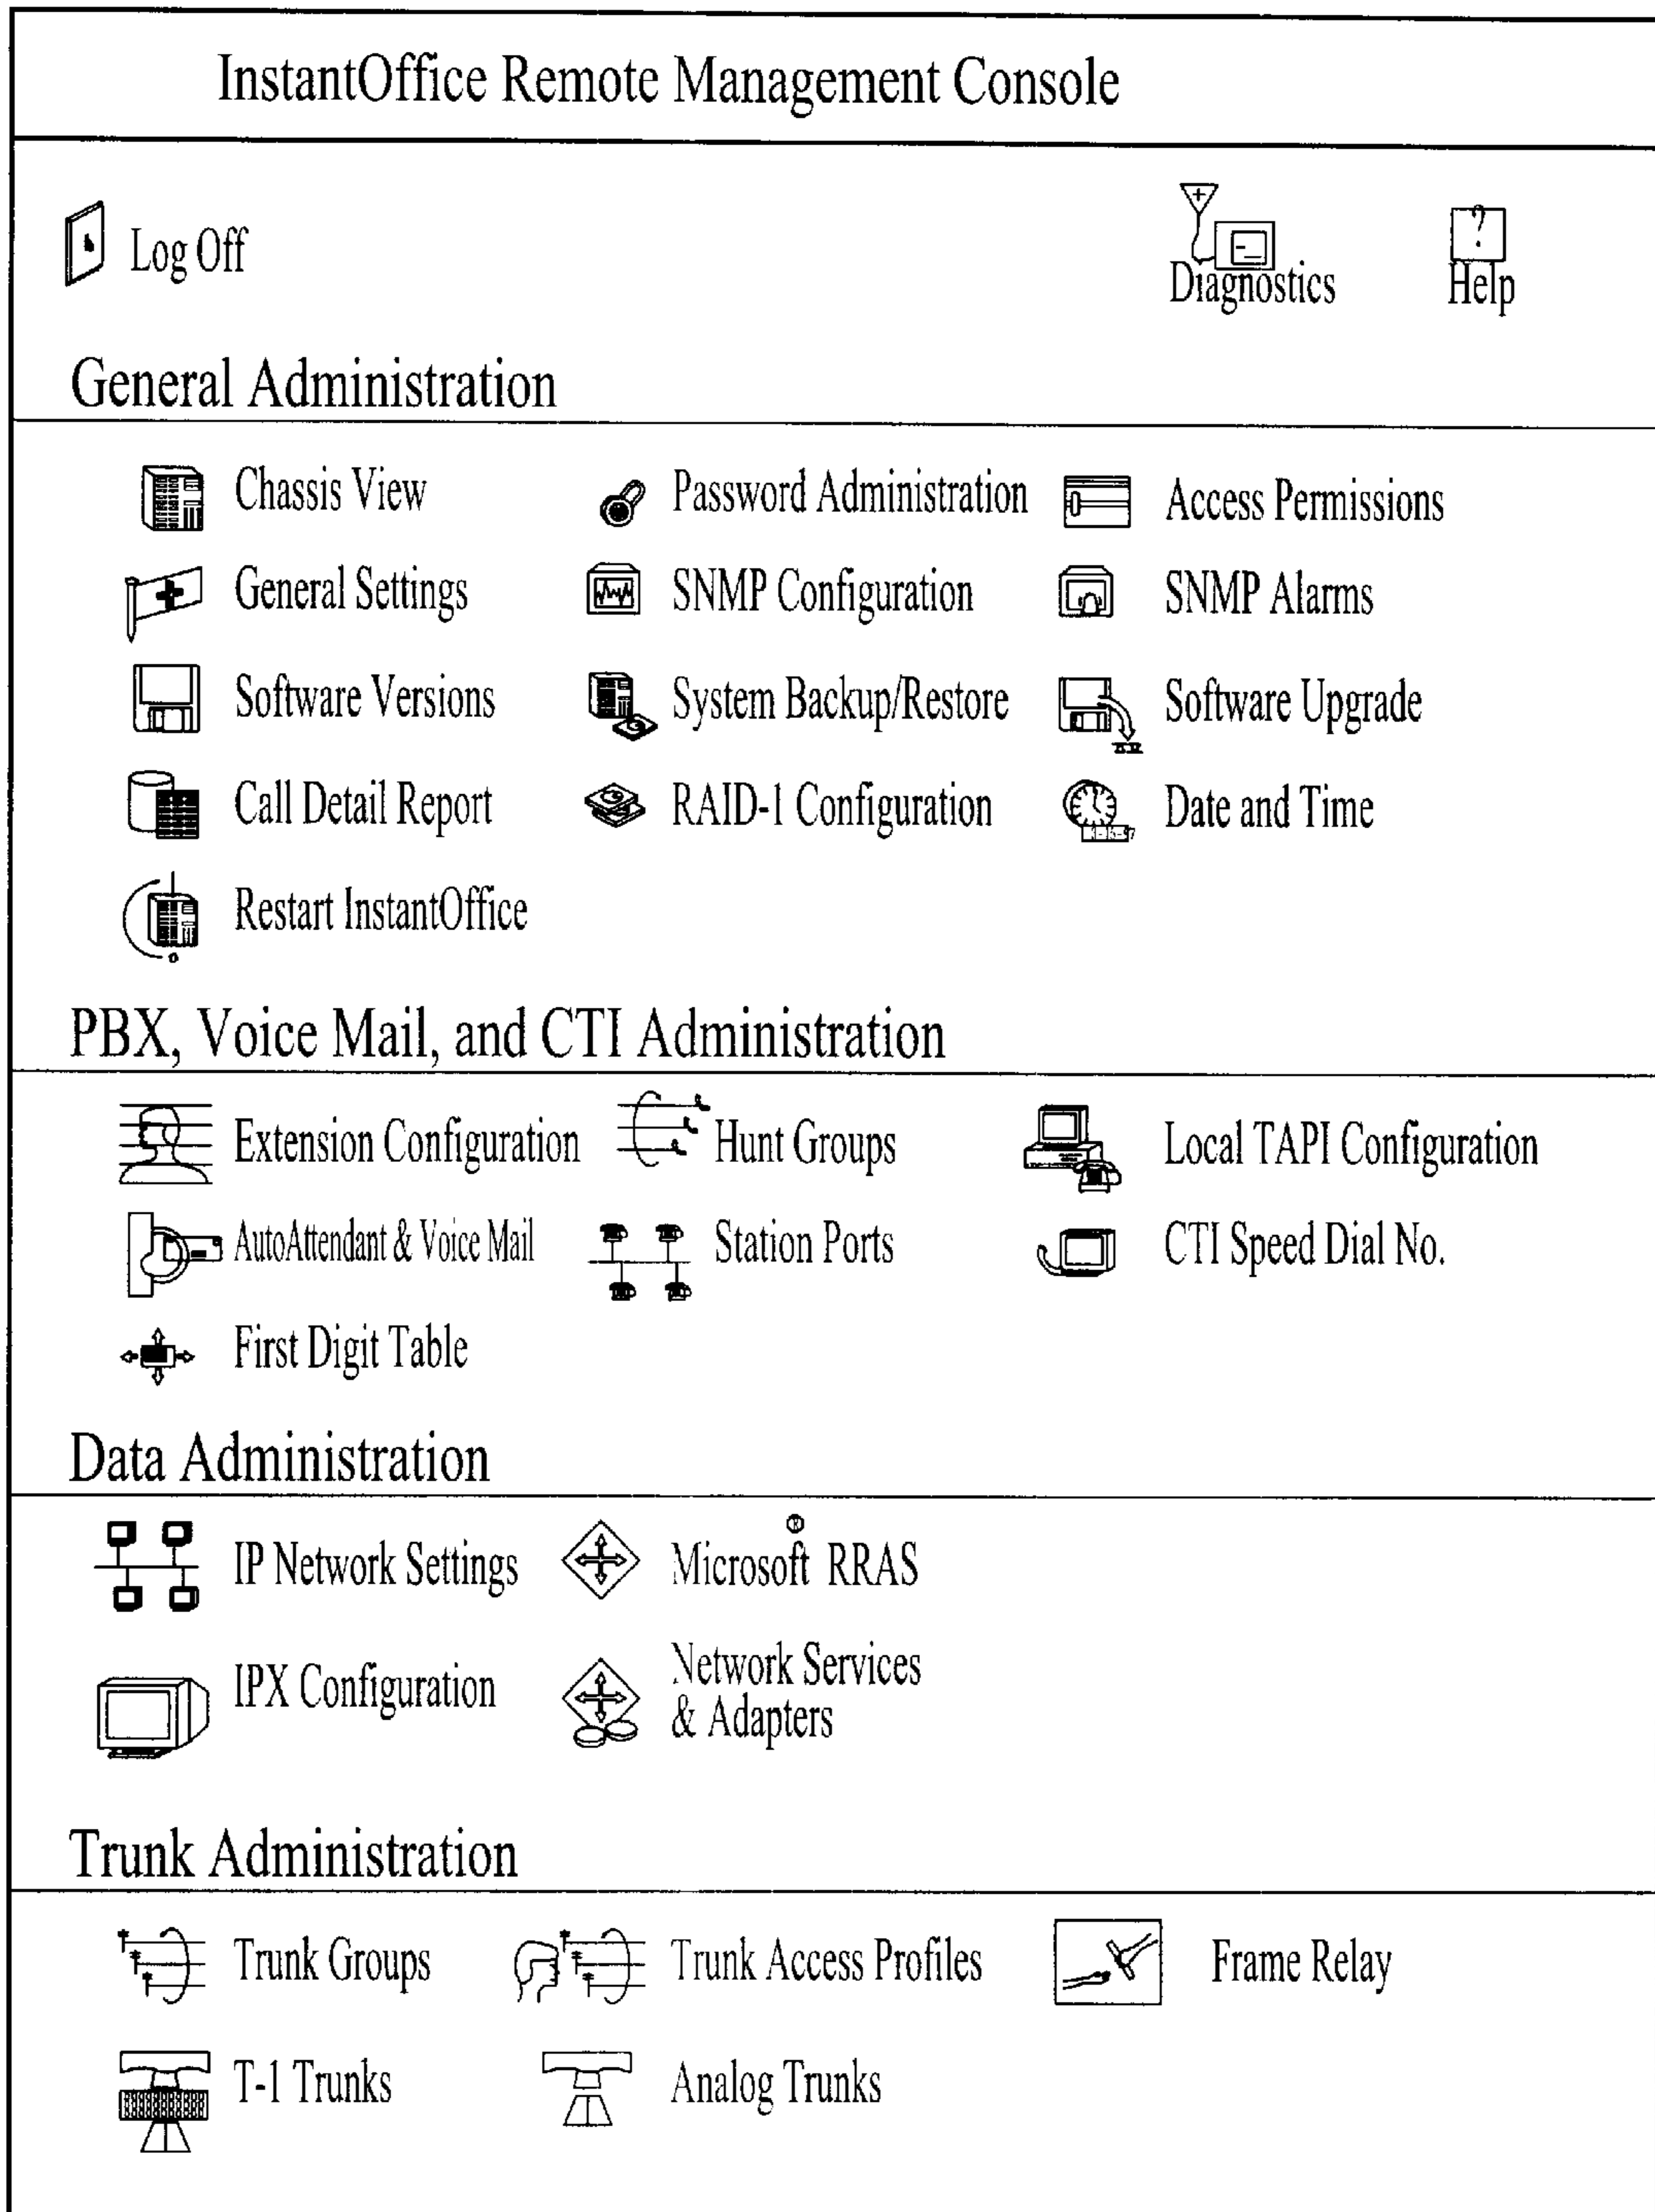 InstantOffice Remote Management Console
Log Off
?
Diagnostics
Help
General Administration
Chassis View
Password Administration
Access Permissions
General Settings
SNMP Configuration
SNMP Alarms
Software Versions
System Backup/Restore
Software Upgrade
Call Detail Report
RAID-1 Configuration
Date and Time
Restart InstantOffice
PBX, Voice Mail, and CTI Administration
Extension Configuration
Hunt Groups
Local TAPI Configuration
AutoAttendant & Voice Mail
Station Ports
CTI Speed Dial No.
First Digit Table
Data Administration
IP Network Settings
Microsoft® RRAS
IPX Configuration
Network Services
& Adapters
Trunk Administration
Trunk Groups
Trunk Access Profiles
Frame Relay
T-1 Trunks
Analog Trunks